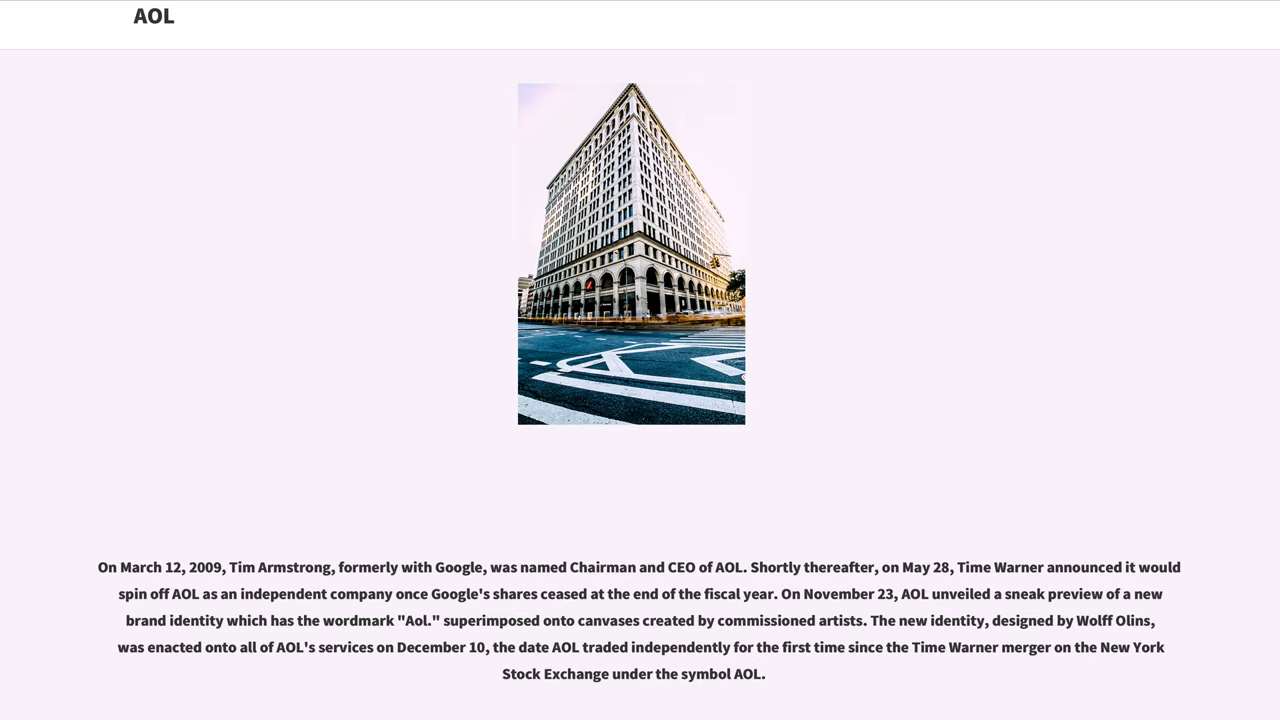 AOL
On March 12, 2009, Tim Armstrong, formerly with Google, was named Chairman and CEO of AOL. Shortly thereafter, on May 28, Time Warner announced it would
spin off AOL as an independent company once Google's shares ceased at the end of the fiscal year. On November 23, AOL unveiled a sneak preview of a new
brand identity which has the wordmark "Aol." superimposed onto canvases created by commissioned artists. The new identity, designed by Wolff Olins,
was enacted onto all of AOL's services on December 10, the date AOL traded independently for the first time since the Time Warner merger on the New York
Stock Exchange under the symbol AOL.